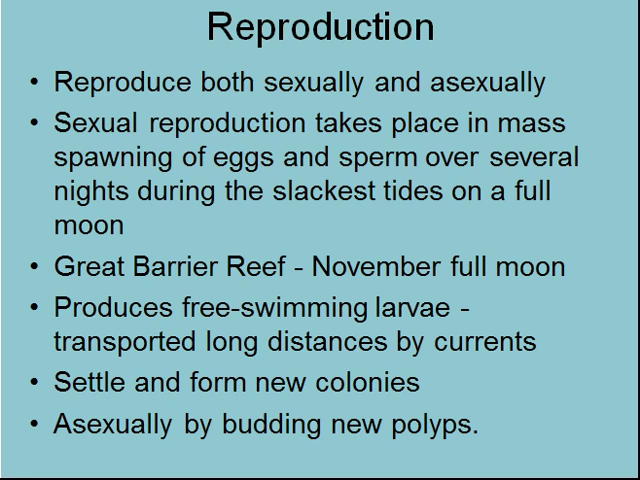 Reproduction
• Reproduce both sexually and asexually
• Sexual reproduction takes place in mass
spawning of eggs and sperm over several
nights during the slackest tides on a full
moon
• Great Barrier Reef - November full moon
• Produces free-swimming larvae -
transported long distances by currents
• Settle and form new colonies
• Asexually by budding new polyps.